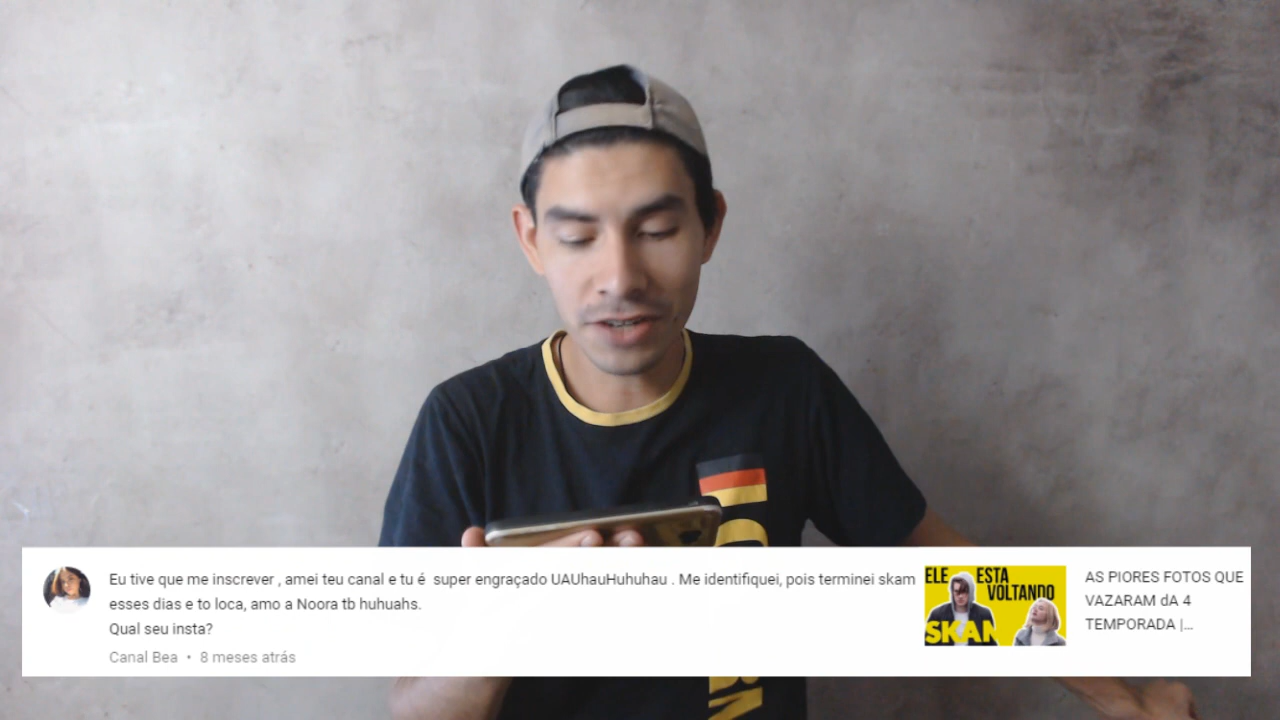 Eu tive que me inscrever , amei teu canal e tu é super engraçado UAUhauHuhuhau . Me identifiquei, pois terminei skam
esses dias e to loca, amo a Noora tb huhuahs.
Qual seu insta?
Canal Bea • 8 meses atrás
ELE ESTA
VOLTANDO
SKAM
AS PIORES FOTOS QUE
VAZARAM dA 4
TEMPORADA |...